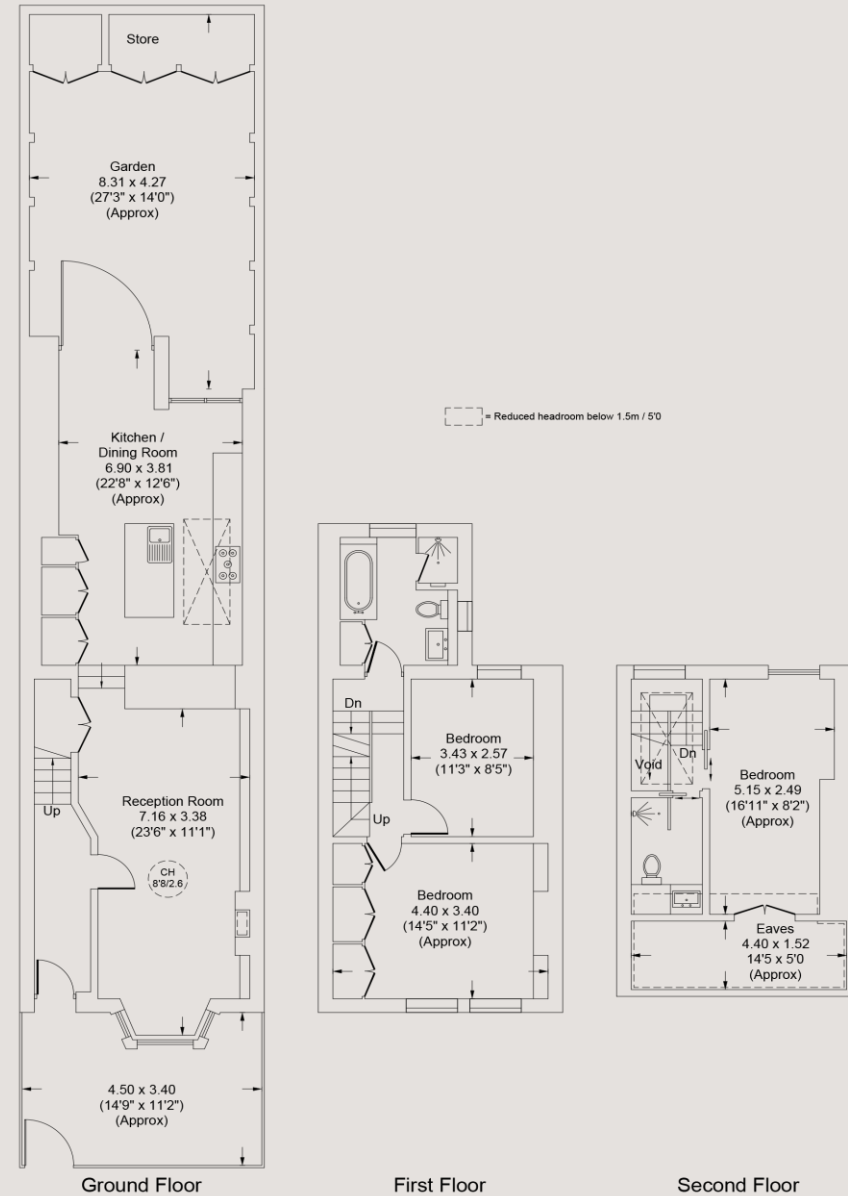 Store
Garden
8.31 x 4.27
(27'3" x 14'0")
(Approx)
= Reduced headroom below 1.5m / 5'0
Kitchen /
Dining Room
6.90 x 3.81
(22'8" x 12'6")
(Approx)
Up
Reception Room
7.16 x 3.38
(23'6" x 11'1")
CH
8'8/2.6
4.50 x 3.40
(14'9" x 11'2")
(Approx)
Ground Floor
Dn
Bedroom
3.43 x 2.57
(11'3" x 8'5")
Up
Bedroom
4.40 x 3.40
(14'5" x 11'2")
(Approx)
First Floor
Void
Dn
Bedroom
5.15 x 2.49
(16'11" x 8'2")
(Approx)
Eaves
4.40 x 1.52
14'5 x 5'0
(Approx)
Second Floor